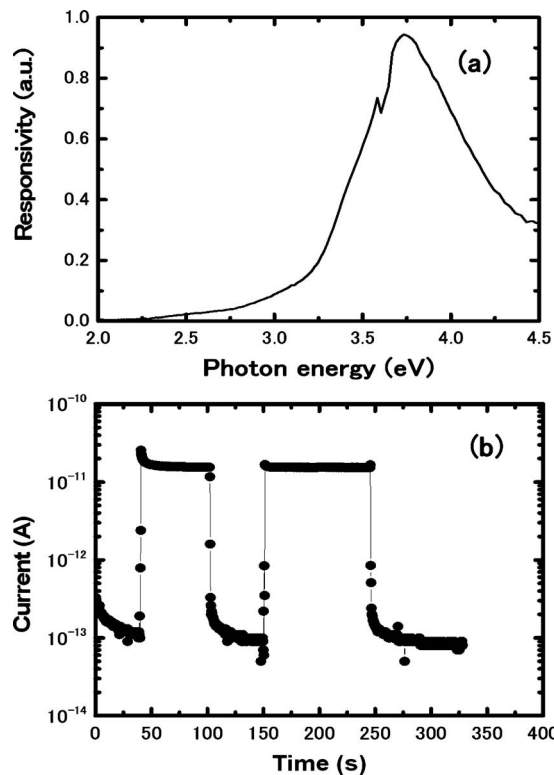 Responsivity (a.u.)
1.0
0.8
0.6
0.4
0.2
0.0
(a)
2.0 2.5 3.0 3.5 4.0 4.5
Photon energy (eV)
Current (A)
10⁻¹⁰
10⁻¹¹
10⁻¹²
10⁻¹³
10⁻¹⁴
(b)
0 50 100 150 200 250 300 350 400
Time (s)